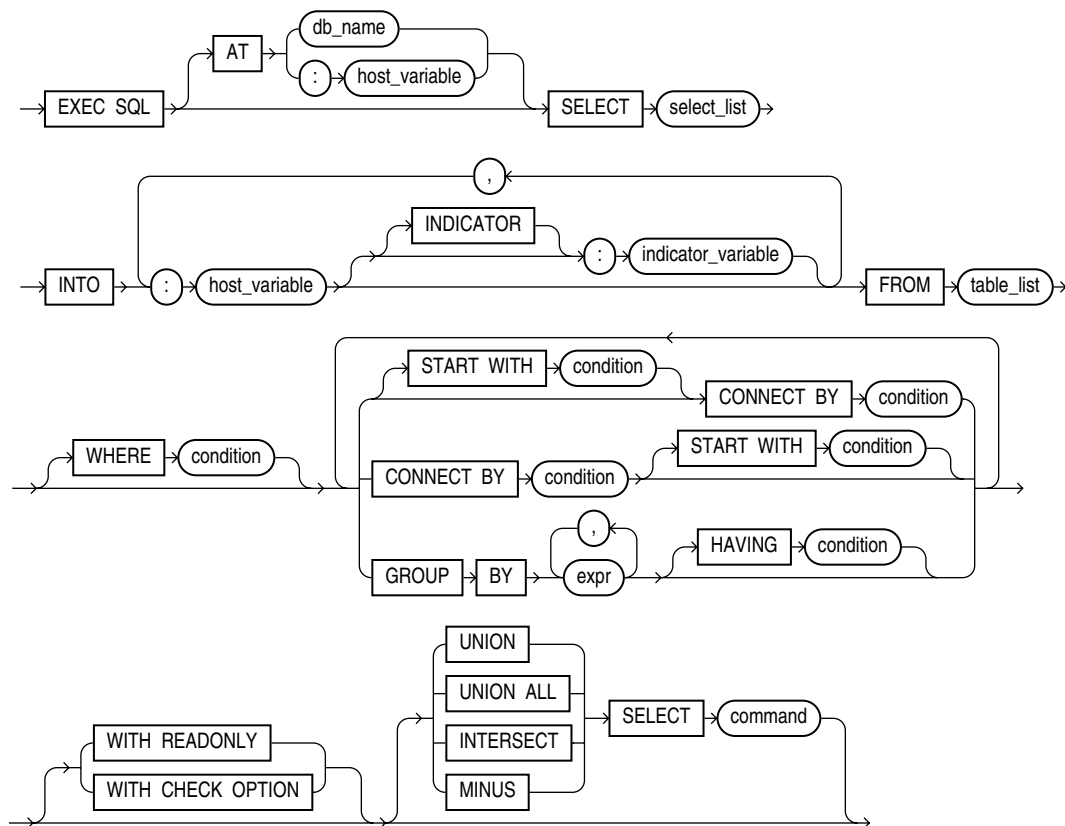 db_name
AT
: host_variable
EXEC SQL SELECT select_list
,
INDICATOR
: indicator_variable
INTO : host_variable FROM table_list
START WITH condition
CONNECT BY condition
WHERE condition START WITH condition
CONNECT BY condition
,
HAVING condition
GROUP BY expr
UNION
UNION ALL
SELECT command
WITH READONLY INTERSECT
WITH CHECK OPTION MINUS